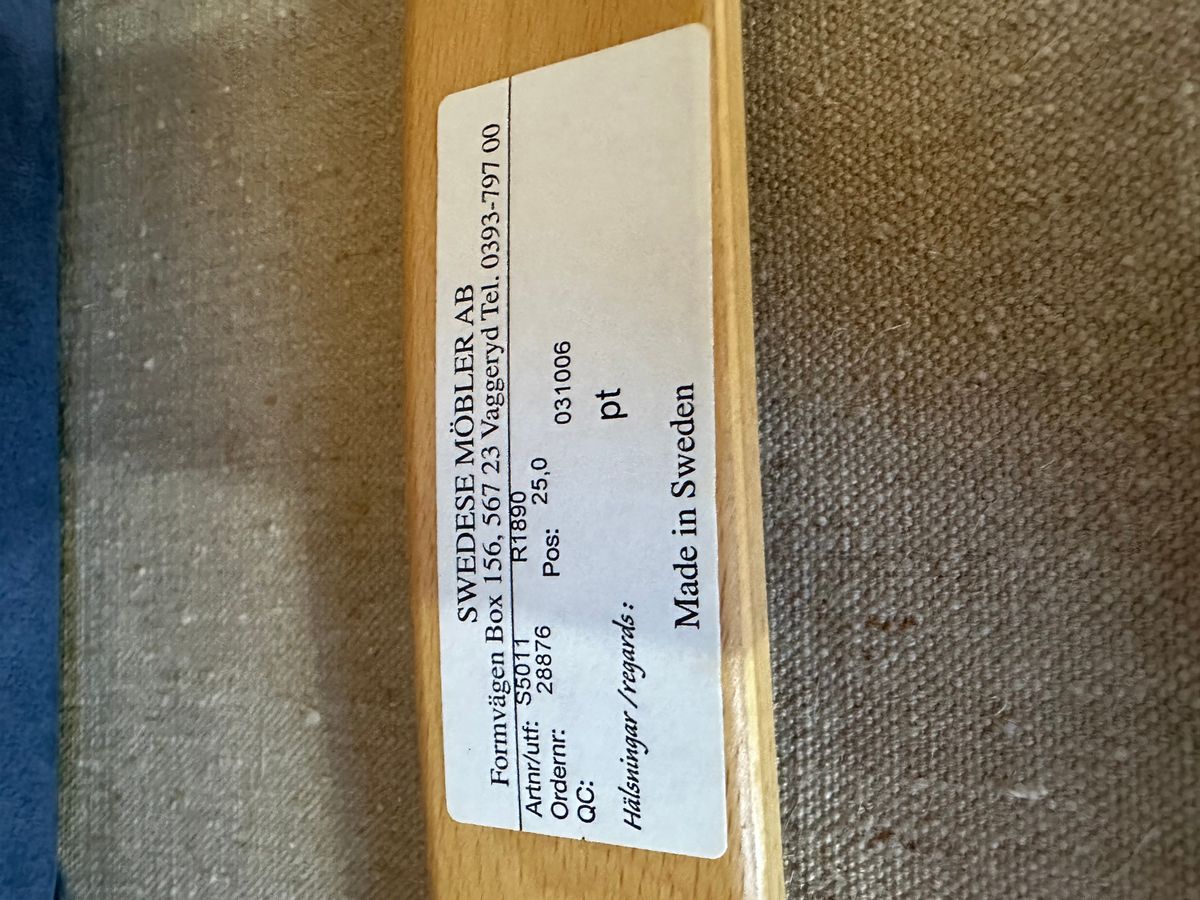 SWEDESE MÖBLER AB
Formvägen Box 156, 567 23 Vaggeryd Tel. 0393-797 00
Artnr/utf: S5011 R1890
Ordernr: 28876 Pos: 25,0 031006
QC:
pt
Hälsningar /regards:
Made in Sweden